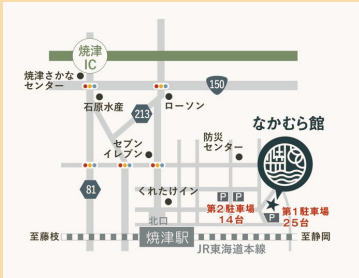 焼津
IC
焼津さかな
センター
150
石原水産
ローソン
213
なかむら館
防災
センター
セブン
イレブン
81
くれたけイン
P P
第2駐車場
14台
P
第1駐車場
25台
北口
至藤枝
焼津駅
至静岡
JR東海道本線